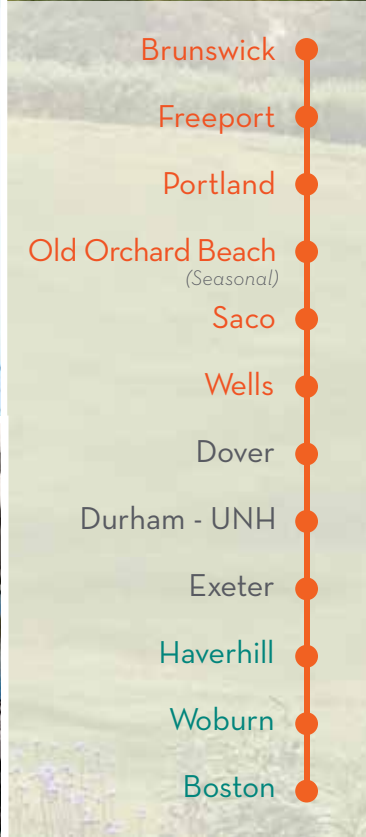 Brunswick
Freeport
Portland
Old Orchard Beach
(Seasonal)
Saco
Wells
Dover
Durham - UNH
Exeter
Haverhill
Woburn
Boston